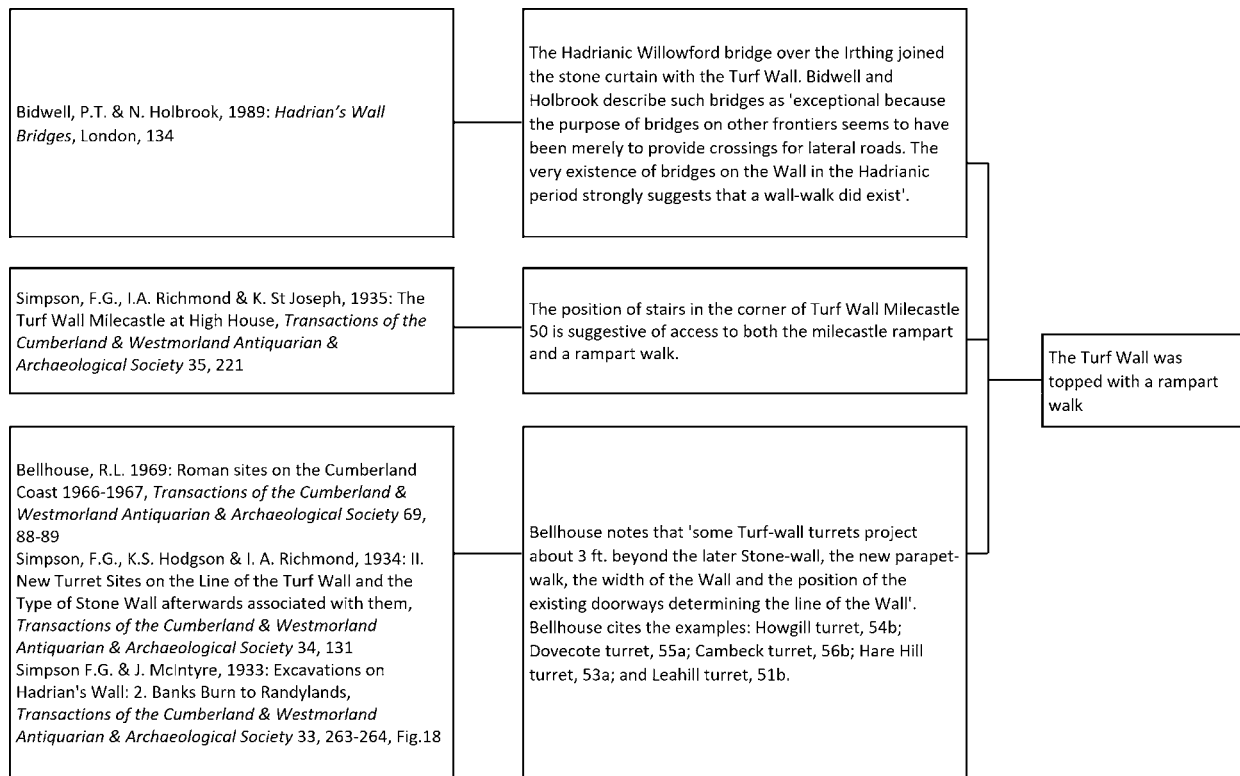 Bidwell, P.T. & N. Holbrook, 1989: Hadrian's Wall
Bridges, London, 134
The Hadrianic Willowford bridge over the Irthing joined
the stone curtain with the Turf Wall. Bidwell and
Holbrook describe such bridges as 'exceptional because
the purpose of bridges on other frontiers seems to have
been merely to provide crossings for lateral roads. The
very existence of bridges on the Wall in the Hadrianic
period strongly suggests that a wall-walk did exist'.
Simpson, F.G., I.A. Richmond & K. St Joseph, 1935: The
Turf Wall Milecastle at High House, Transactions of the
Cumberland & Westmorland Antiquarian &
Archaeological Society 35, 221
The position of stairs in the corner of Turf Wall Milecastle
50 is suggestive of access to both the milecastle rampart
and a rampart walk.
Bellhouse, R.L. 1969: Roman sites on the Cumberland
Coast 1966-1967, Transactions of the Cumberland &
Westmorland Antiquarian & Archaeological Society 69,
88-89
Simpson, F.G., K.S. Hodgson & I. A. Richmond, 1934: II.
New Turret Sites on the Line of the Turf Wall and the
Type of Stone Wall afterwards associated with them,
Transactions of the Cumberland & Westmorland
Antiquarian & Archaeological Society 34, 131
Simpson F.G. & J. McIntyre, 1933: Excavations on
Hadrian's Wall: 2. Banks Burn to Randylands,
Transactions of the Cumberland & Westmorland
Antiquarian & Archaeological Society 33, 263-264, Fig.18
Bellhouse notes that 'some Turf-wall turrets project
about 3 ft. beyond the later Stone-wall, the new parapet-
walk, the width of the Wall and the position of the
existing doorways determining the line of the Wall'.
Bellhouse cites the examples: Howgill turret, 54b;
Dovecote turret, 55a; Cambeck turret, 56b; Hare Hill
turret, 53a; and Leahill turret, 51b.
The Turf Wall was
topped with a rampart
walk